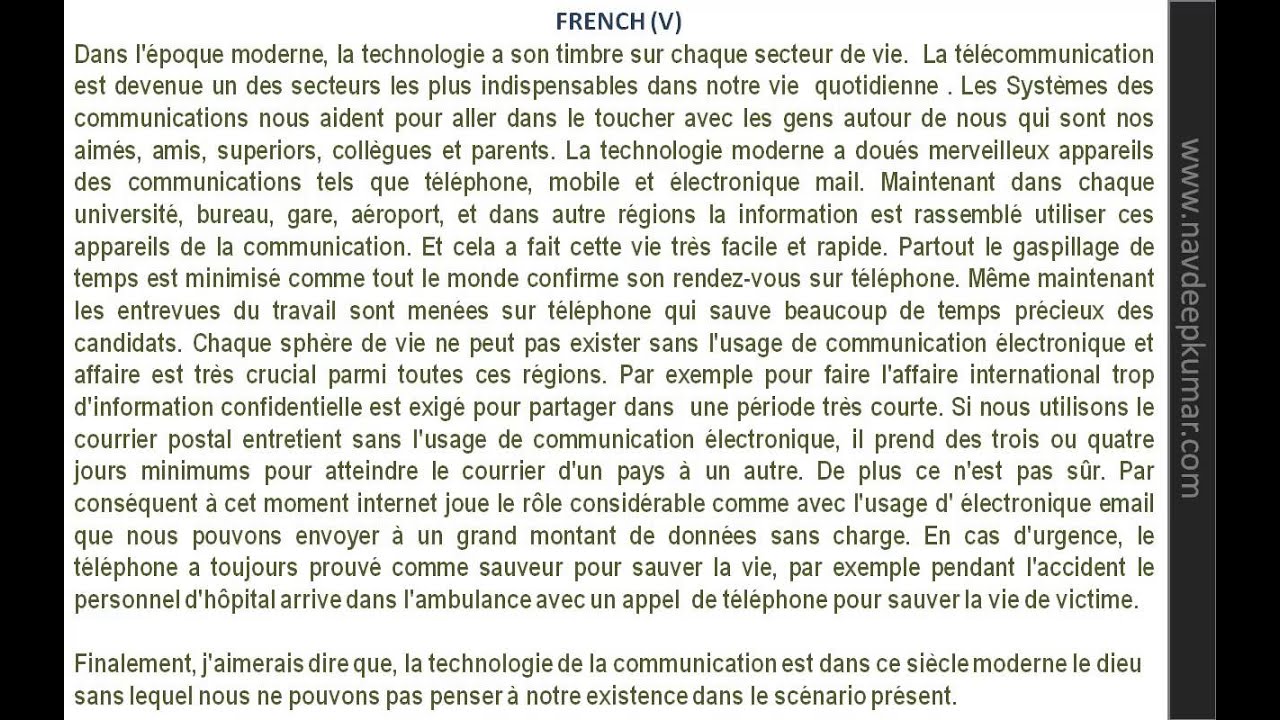 FRENCH (V)
Dans l'époque moderne, la technologie a son timbre sur chaque secteur de vie. La télécommunication
est devenue un des secteurs les plus indispensables dans notre vie quotidienne . Les Systèmes des
communications nous aident pour aller dans le toucher avec les gens autour de nous qui sont nos
aimés, amis, superiors, collègues et parents. La technologie moderne a doués merveilleux appareils
des communications tels que téléphone, mobile et électronique mail. Maintenant dans chaque
université, bureau, gare, aéroport, et dans autre régions la information est rassemblé utiliser ces
appareils de la communication. Et cela a fait cette vie très facile et rapide. Partout le gaspillage de
temps est minimisé comme tout le monde confirme son rendez-vous sur téléphone. Même maintenant
les entrevues du travail sont menées sur téléphone qui sauve beaucoup de temps précieux des
candidats. Chaque sphère de vie ne peut pas exister sans l'usage de communication électronique et
affaire est très crucial parmi toutes ces régions. Par exemple pour faire l'affaire international trop
d'information confidentielle est exigé pour partager dans une période très courte. Si nous utilisons le
courrier postal entretient sans l'usage de communication électronique, il prend des trois ou quatre
jours minimums pour atteindre le courrier d'un pays à un autre. De plus ce n'est pas sûr. Par
conséquent à cet moment internet joue le rôle considérable comme avec l'usage d' électronique email
que nous pouvons envoyer à un grand montant de données sans charge. En cas d'urgence, le
téléphone a toujours prouvé comme sauveur pour sauver la vie, par exemple pendant l'accident le
personnel d'hôpital arrive dans l'ambulance avec un appel de téléphone pour sauver la vie de victime.
Finalement, j'aimerais dire que, la technologie de la communication est dans ce siècle moderne le dieu
sans lequel nous ne pouvons pas penser à notre existence dans le scénario présent.
www.navdeepkumar.com